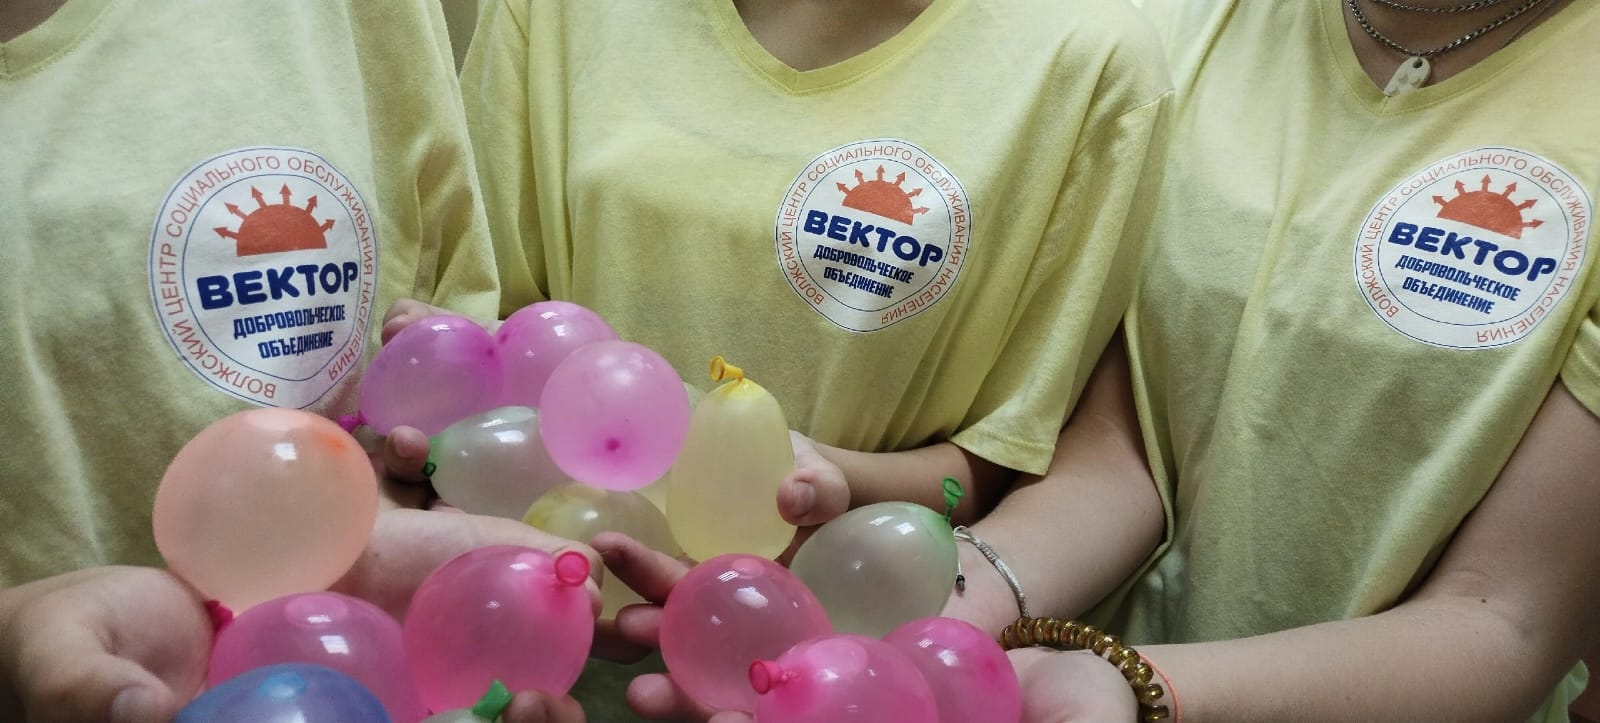 ВОЛЖСКИЙ ЦЕНТР СОЦИАЛЬНОГО ОБСЛУЖИВАНИЯ НАСЕЛЕНИЯ
ВЕКТОР
ДОБРОВОЛЬЧЕСКОЕ
ОБЪЕДИНЕНИЕ
ВОЛЖСКИЙ ЦЕНТР СОЦИАЛЬНОГО ОБСЛУЖИВАНИЯ НАСЕЛЕНИЯ
ВЕКТОР
ДОБРОВОЛЬЧЕСКОЕ
ОБЪЕДИНЕНИЕ
ВОЛЖСКИЙ ЦЕНТР СОЦИАЛЬНОГО ОБСЛУЖИВАНИЯ НАСЕЛЕНИЯ
ВЕКТОР
ДОБРОВОЛЬЧЕСКОЕ
ОБЪЕДИНЕНИЕ